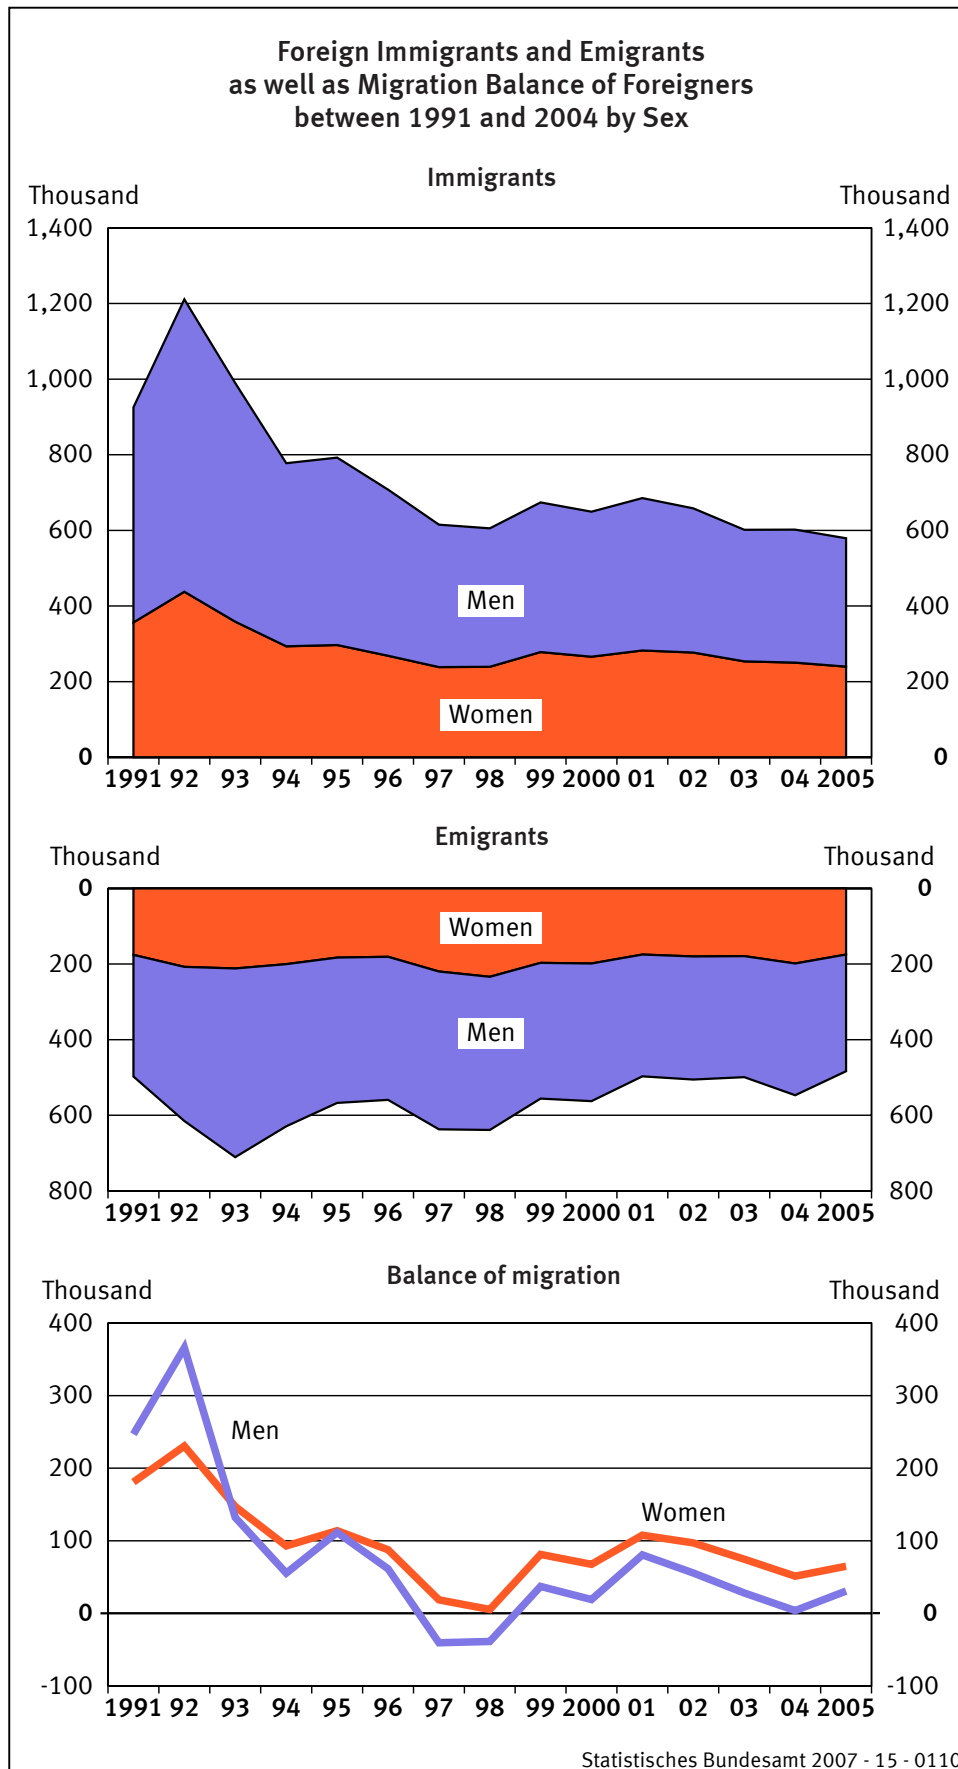 Foreign Immigrants and Emigrants
as well as Migration Balance of Foreigners
between 1991 and 2004 by Sex
Immigrants
Thousand Thousand
1,400 1,400
1,200 1,200
1,000 1,000
800 800
600 600
Men
400 400
200 200
Women
0 0
1991 92 93 94 95 96 97 98 99 2000 01 02 03 04 2005
Emigrants
Thousand Thousand
0 0
Women
200 200
Men
400 400
600 600
800 800
1991 92 93 94 95 96 97 98 99 2000 01 02 03 04 2005
Balance of migration
Thousand Thousand
400 400
300 300
Men
200 200
Women
100 100
0 0
-100 -100
1991 92 93 94 95 96 97 98 99 2000 01 02 03 04 2005
Statistisches Bundesamt 2007 - 15 - 0110